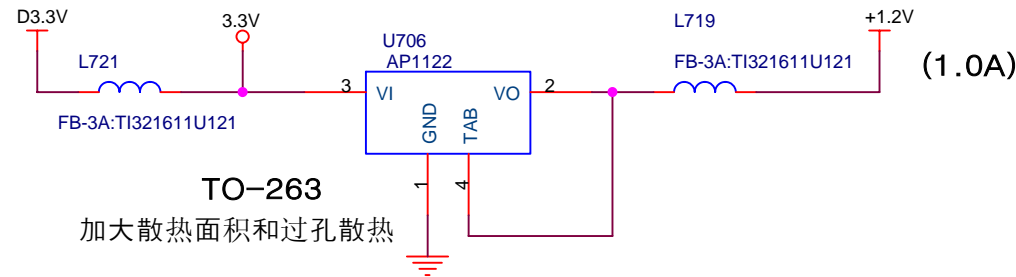 D3.3V
3.3V
L719
+1.2V
U706
AP1122
L721
FB-3A:TI321611U121
(1.0A)
3
VI
VO
2
FB-3A:TI321611U121
GND
TAB
1
4
TO-263
加大散热面积和过孔散热